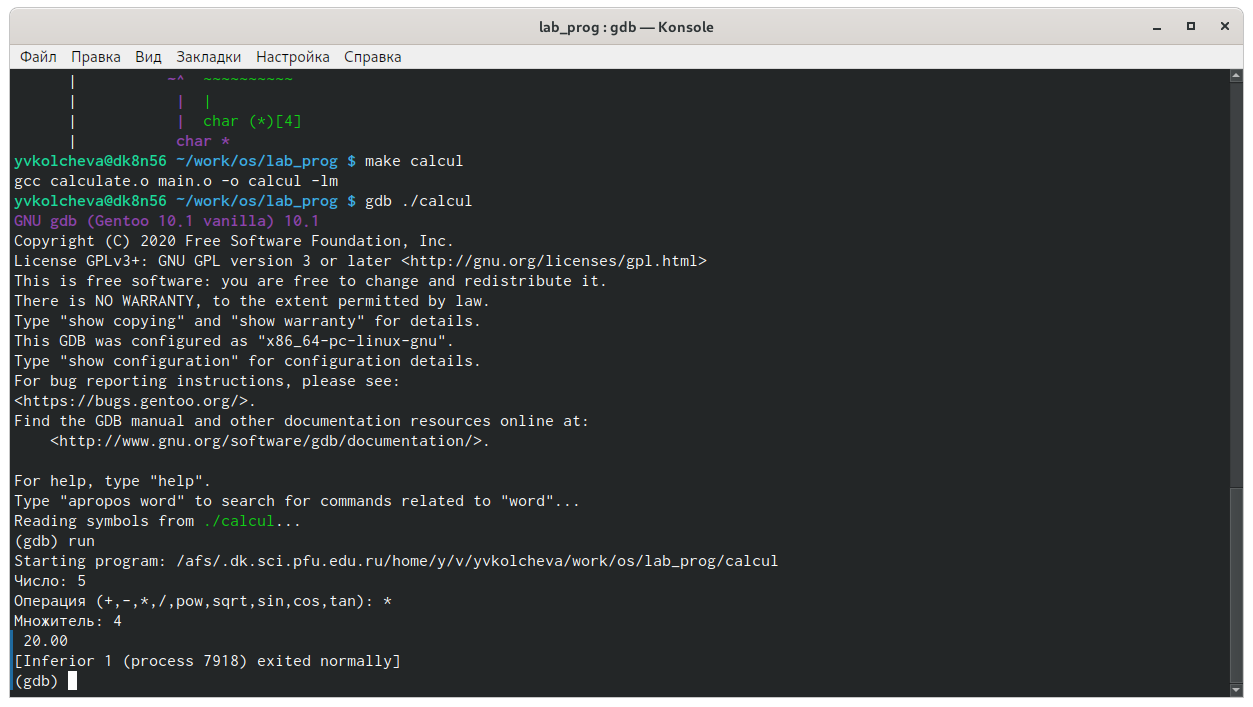 lab_prog : gdb — Konsole
Файл Правка Вид Закладки Настройка Справка
| ~^ ~~~~~~~~~~
| | |
| | char (*)[4]
| char *
yvkolcheva@dk8n56 ~/work/os/lab_prog $ make calcul
gcc calculate.o main.o -o calcul -lm
yvkolcheva@dk8n56 ~/work/os/lab_prog $ gdb ./calcul
GNU gdb (Gentoo 10.1 vanilla) 10.1
Copyright (C) 2020 Free Software Foundation, Inc.
License GPLv3+: GNU GPL version 3 or later <http://gnu.org/licenses/gpl.html>
This is free software: you are free to change and redistribute it.
There is NO WARRANTY, to the extent permitted by law.
Type "show copying" and "show warranty" for details.
This GDB was configured as "x86_64-pc-linux-gnu".
Type "show configuration" for configuration details.
For bug reporting instructions, please see:
<https://bugs.gentoo.org/>.
Find the GDB manual and other documentation resources online at:
    <http://www.gnu.org/software/gdb/documentation/>.
For help, type "help".
Type "apropos word" to search for commands related to "word"...
Reading symbols from ./calcul...
(gdb) run
Starting program: /afs/.dk.sci.pfu.edu.ru/home/y/v/yvkolcheva/work/os/lab_prog/calcul
Число: 5
Операция (+,-,*,/,pow,sqrt,sin,cos,tan): *
Множитель: 4
 20.00
[Inferior 1 (process 7918) exited normally]
(gdb)